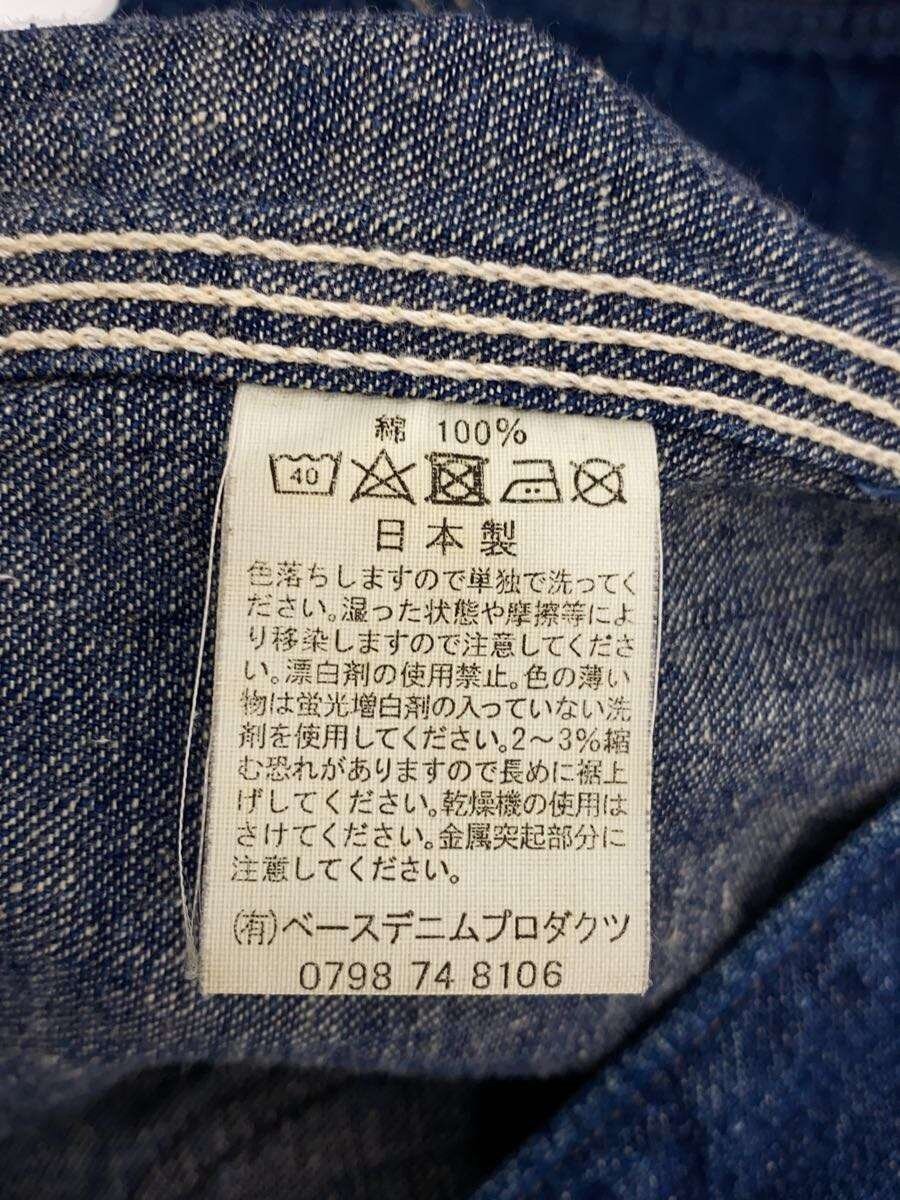 綿 100%
40
日本製
色落ちしますので単独で洗ってく
ださい。湿った状態や摩擦等によ
り移染しますので注意してくださ
い。漂白剤の使用禁止。色の薄い
物は蛍光増白剤の入っていない洗
剤を使用してください。2〜3%縮
む恐れがありますので長めに裾上
げしてください。乾燥機の使用は
さけてください。金属突起部分に
注意してください。
(有)ベースデニムプロダクツ
0798 74 8106